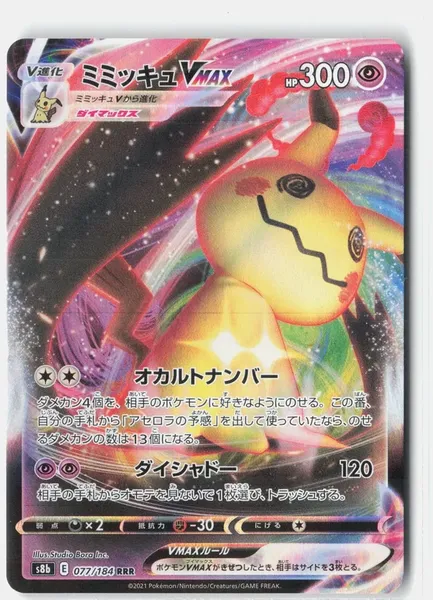 V進化
ミミッキュVMAX
HP300
ミミッキュVから進化
ダイマックス
オカルトナンバー
ダメカン4個を、相手のポケモンに好きなようにのせる。この番、
自分の手札から「アセロラの予感」を出して使っていたなら、の
せるダメカンの数は13個になる。
ダイシャドー 120
相手の手札からオモテを見ないで1枚選び、トラッシュする。
弱点 ×2 抵抗力 -30 にげる
Illus. Studio Bora Inc.
VMAXルール
s8b E 077/184 RRR
ポケモンVMAXがきぜつしたとき、相手はサイドを3枚とる。
©2021 Pokémon/Nintendo/Creatures/GAME FREAK.